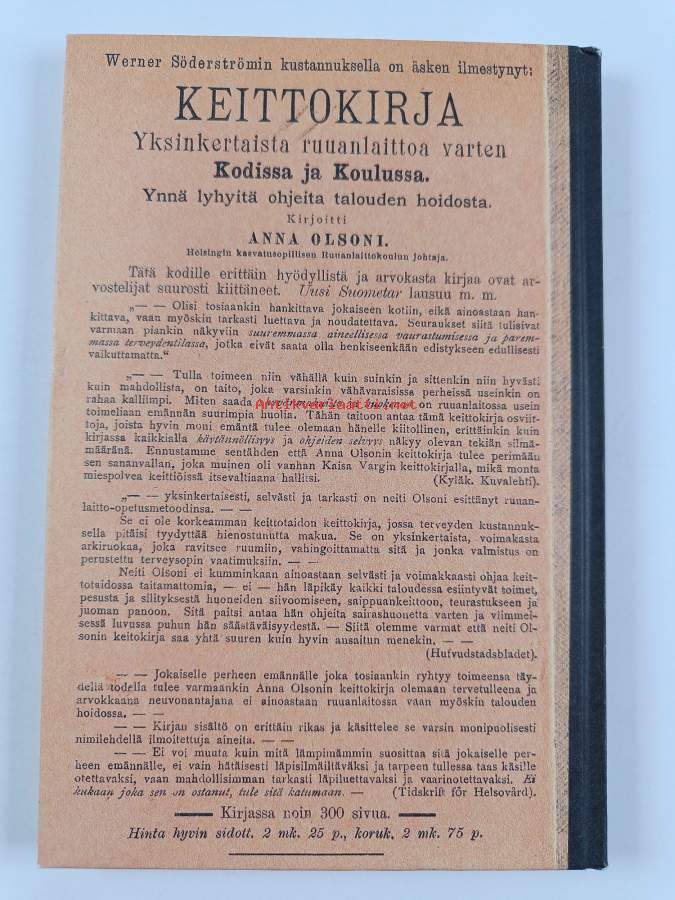 Werner Söderströmin kustannuksella on äsken ilmestynyt:
KEITTOKIRJA
Yksinkertaista ruuanlaittoa varten
Kodissa ja Koulussa.
Ynnä lyhyitä ohjeita talouden hoidosta.
Kirjoitti
ANNA OLSONI.
Helsingin kasvatusopillisen Ruuanlaittokoulun Johtaja.
Tätä kodille erittäin hyödyllistä ja arvokasta kirjaa ovat ar-
vostelijat suurosti kiittäneet. Uusi Suometar lausuu m. m.
„— — Olisi tosiaankin hankittava jokaiseen kotiin, eikä ainoastaan han-
kittava, vaan myöskin tarkasti luettava ja noudatettava. Seuraukset siitä tulisivat
varmaan piankin näkyviin suuremmassa aineellisessa vaurastumisessa ja parem-
massa terveydentilassa, jotka eivät saata olla henkiseenkään edistykseen edullisesti
vaikuttamatta.“
„— — Tulla toimeen niin vähällä kuin suinkin ja sittenkin niin hyvästi
kuin mahdollista, on taito, joka varsinkin vähävaraisissa perheissä useinkin on
rahaa kalliimpi. Miten saada on ruuanlaitossa usein
Antikvariaatti.net
toimeliaan emännän suurimpia huolia. Tähän taitoon antaa tämä keittokirja osviit-
toja, joista hyvin moni emäntä tulee olemaan hänelle kiitollinen, erittäinkin kuin
kirjassa kaikkialla käytännöllisyys ja ohjeiden selvyys näkyy olevan tekiän silmä-
määränä. Ennustamme sentähden että Anna Olsonin keittokirja tulee perimään
sen sananvallan, joka muinen oli vanhan Kaisa Vargin keittokirjalla, mikä monta
miespolvea keittiöissä itsevaltiaana hallitsi. (Kyläk. Kuvalehti).
„— — yksinkertaisesti, selvästi ja tarkasti on neiti Olsoni esittänyt ruuan-
laitto-opetusmetoodinsa. — —
Se ei ole korkeamman keittotaidon keittokirja, jossa terveyden kustannuk-
sella pitäisi tyydyttää hienostunutta makua. Se on yksinkertaista, voimakasta
arkiruokaa, joka ravitsee ruumiin, vahingoittamatta sitä ja jonka valmistus on
perustettu terveysopin vaatimuksiin. — —
Neiti Olsoni ei kumminkaan ainoastaan selvästi ja voimakkaasti ohjaa keit-
totaidossa taitamattomia, — ei — hän läpikäy kaikki taloudessa esiintyvät toimet,
pesusta ja silityksestä huoneiden siivoomiseen, saippuankeittoon, teurastukseen ja
juoman panoon. Sitä paitsi antaa hän ohjeita sairashuonetta varten ja viimmei-
sessä luvussa puhun hän säästäväisyydestä. — Siitä olemme varmat että neiti Ol-
sonin keitokirja saa yhtä suuren kuin hyvin ansaitun menekin. — —
(Hufvudstadsbladet).
— — Jokaiselle perheen emännälle joka tosiaankin ryhtyy toimeensa täy-
dellä todella tulee varmaankin Anna Olsonin keittokirja olemaan tervetulleena ja
arvokkaana neuvonantajana ei ainoastaan ruuanlaitossa vaan myöskin talouden
hoidossa. — —
— — Kirjan sisältö on erittäin rikas ja käsittelee se varsin monipuolisesti
nimilehdellä ilmoitettuja aineita. — —
— — Ei voi muuta kuin mitä lämpimämmin suosittaa sitä jokaiselle per-
heen emännälle, ei vain hätäisesti läpisilmäiltäväksi ja tarpeen tullessa taas käsille
otettavaksi, vaan mahdollisimman tarkasti läpiluettavaksi ja vaarinotettavaksi. Ei
kukaan joka sen on ostanut, tule sitä katumaan. — (Tidskrift för Helsovård).
— Kirjassa noin 300 sivua. —
Hinta hyvin sidott. 2 mk. 25 p., koruk. 2 mk. 75 p.